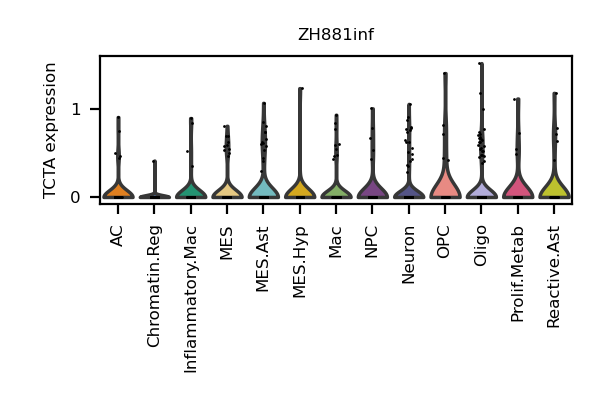 ZH881inf
TCTA expression
1
0
AC
Chromatin.Reg
Inflammatory.Mac
MES
MES.Ast
MES.Hyp
Mac
NPC
Neuron
OPC
Oligo
Prolif.Metab
Reactive.Ast